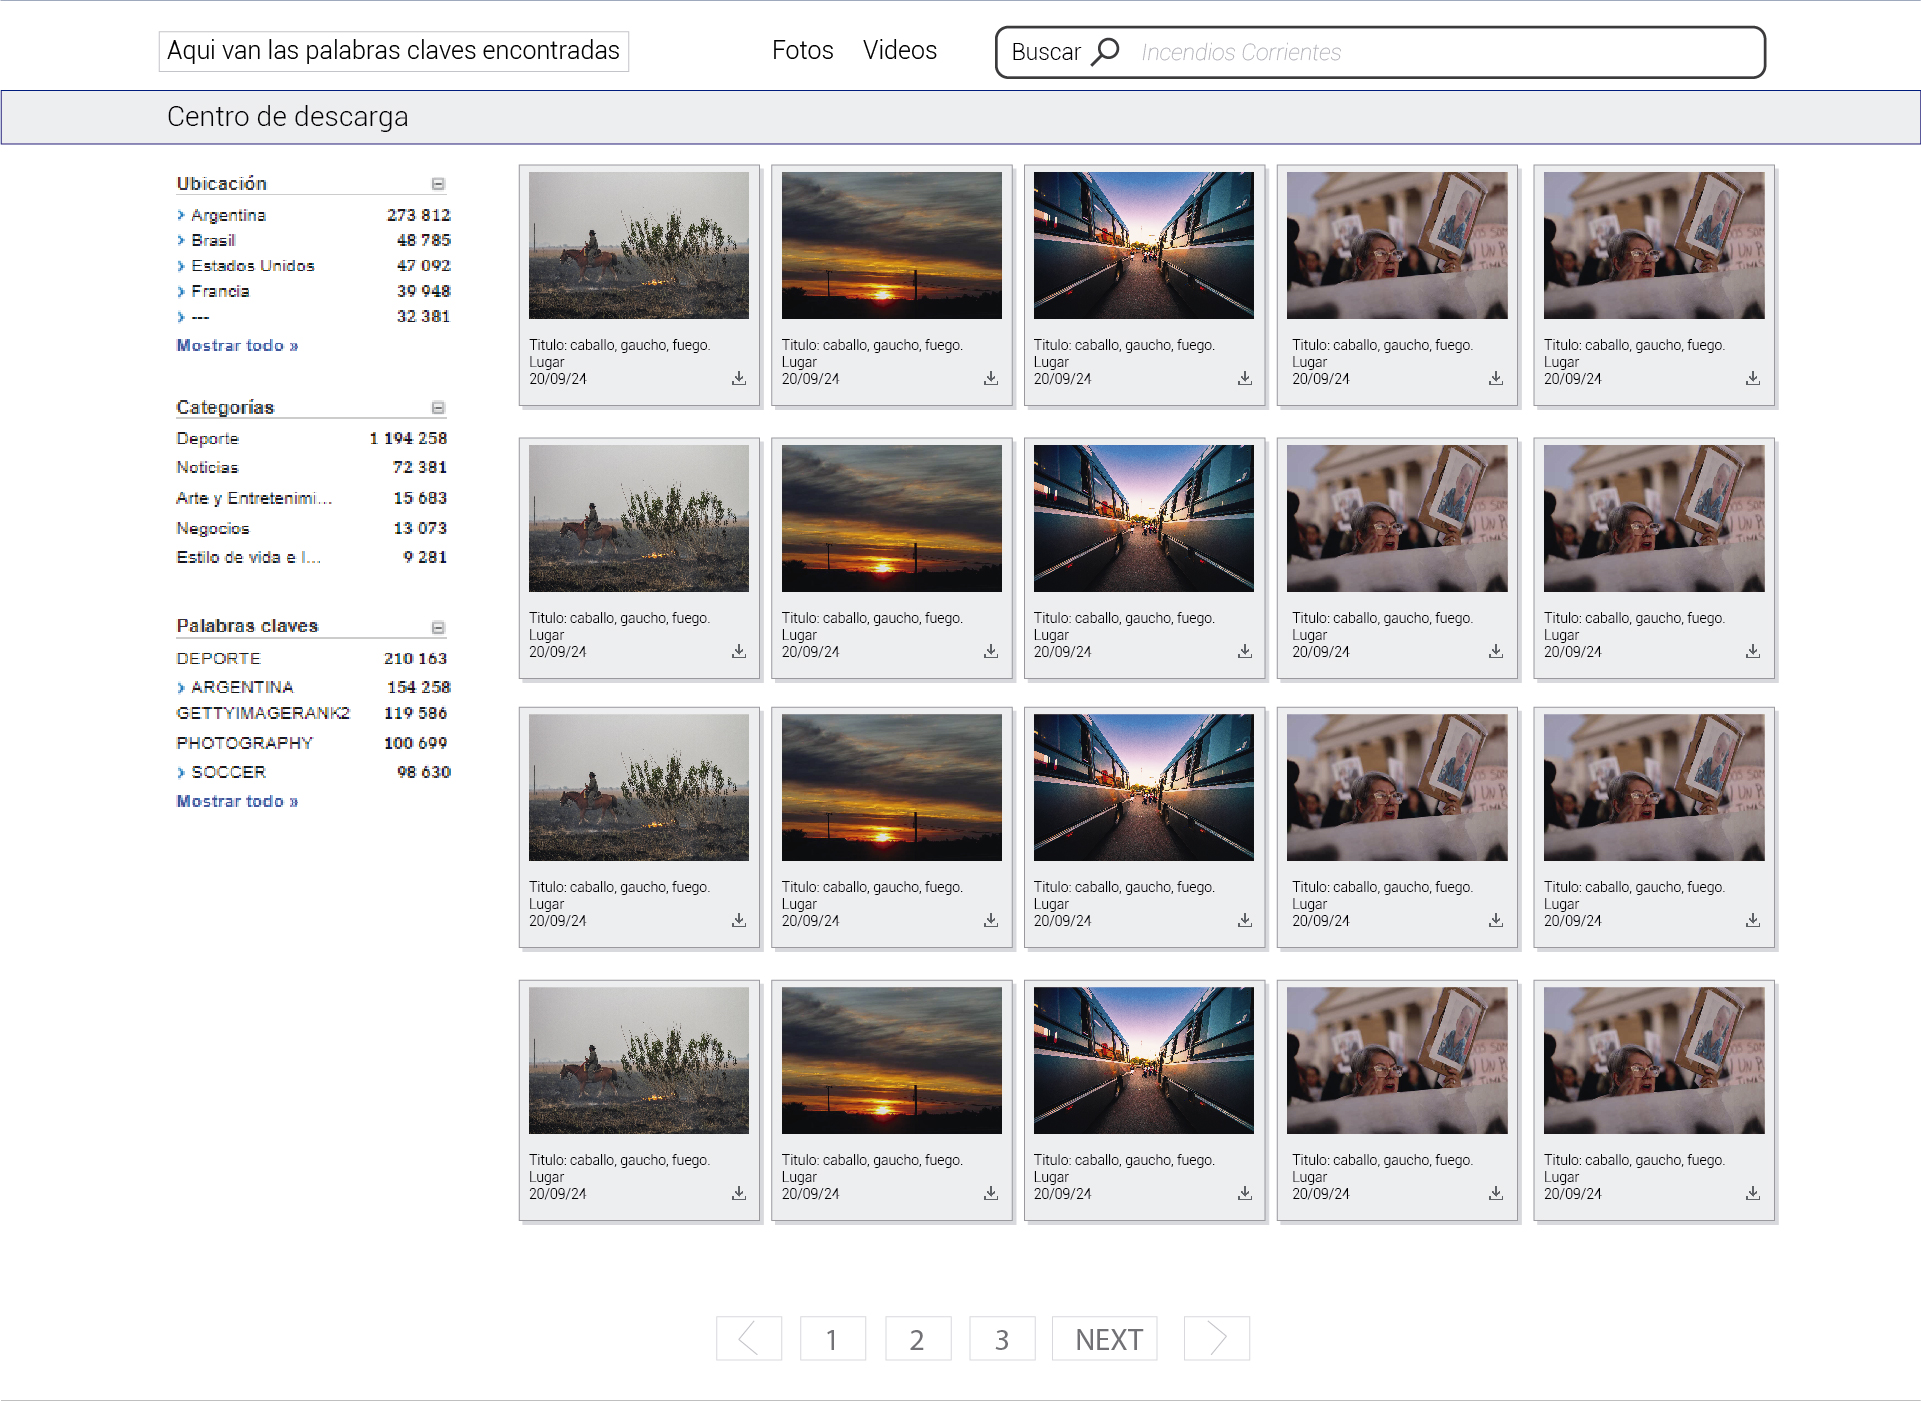 Aqui van las palabras claves encontradas
Fotos Videos
Buscar Incendios Corrientes
Centro de descarga
Ubicación
Argentina 273 812
Brasil 48 785
Estados Unidos 47 092
Francia 39 948
--- 32 381
Mostrar todo »
Categorías
Deporte 1 194 258
Noticias 72 381
Arte y Entretenimi... 15 683
Negocios 13 073
Estilo de vida e I... 9 281
Palabras claves
DEPORTE 210 163
ARGENTINA 154 258
GETTYIMAGERANK2 119 586
PHOTOGRAPHY 100 699
SOCCER 98 630
Mostrar todo »
Titulo: caballo, gaucho, fuego.
Lugar
20/09/24
Titulo: caballo, gaucho, fuego.
Lugar
20/09/24
Titulo: caballo, gaucho, fuego.
Lugar
20/09/24
Titulo: caballo, gaucho, fuego.
Lugar
20/09/24
Titulo: caballo, gaucho, fuego.
Lugar
20/09/24
Titulo: caballo, gaucho, fuego.
Lugar
20/09/24
Titulo: caballo, gaucho, fuego.
Lugar
20/09/24
Titulo: caballo, gaucho, fuego.
Lugar
20/09/24
Titulo: caballo, gaucho, fuego.
Lugar
20/09/24
Titulo: caballo, gaucho, fuego.
Lugar
20/09/24
Titulo: caballo, gaucho, fuego.
Lugar
20/09/24
Titulo: caballo, gaucho, fuego.
Lugar
20/09/24
Titulo: caballo, gaucho, fuego.
Lugar
20/09/24
Titulo: caballo, gaucho, fuego.
Lugar
20/09/24
Titulo: caballo, gaucho, fuego.
Lugar
20/09/24
Titulo: caballo, gaucho, fuego.
Lugar
20/09/24
Titulo: caballo, gaucho, fuego.
Lugar
20/09/24
Titulo: caballo, gaucho, fuego.
Lugar
20/09/24
Titulo: caballo, gaucho, fuego.
Lugar
20/09/24
Titulo: caballo, gaucho, fuego.
Lugar
20/09/24
1 2 3 NEXT